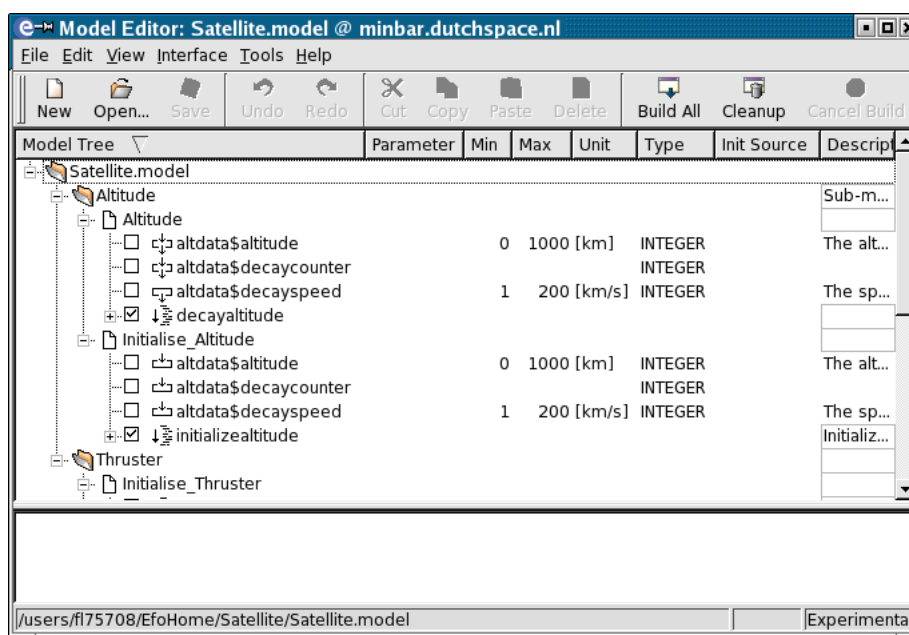 Model Editor: Satellite.model @ minbar.dutchspace.nl
File Edit View Interface Tools Help
New Open... Save Undo Redo Cut Copy Paste Delete Build All Cleanup Cancel Build
Model Tree Parameter Min Max Unit Type Init Source Descript
Satellite.model
Altitude Sub-m...
Altitude
altdata$altitude 0 1000 [km] INTEGER The alt...
altdata$decaycounter INTEGER
altdata$decayspeed 1 200 [km/s] INTEGER The sp...
decayaltitude
Initialise_Altitude
altdata$altitude 0 1000 [km] INTEGER The alt...
altdata$decaycounter INTEGER
altdata$decayspeed 1 200 [km/s] INTEGER The sp...
initializealtitude Initializ...
Thruster
Initialise_Thruster
/users/fl75708/EfoHome/Satellite/Satellite.model Experimenta